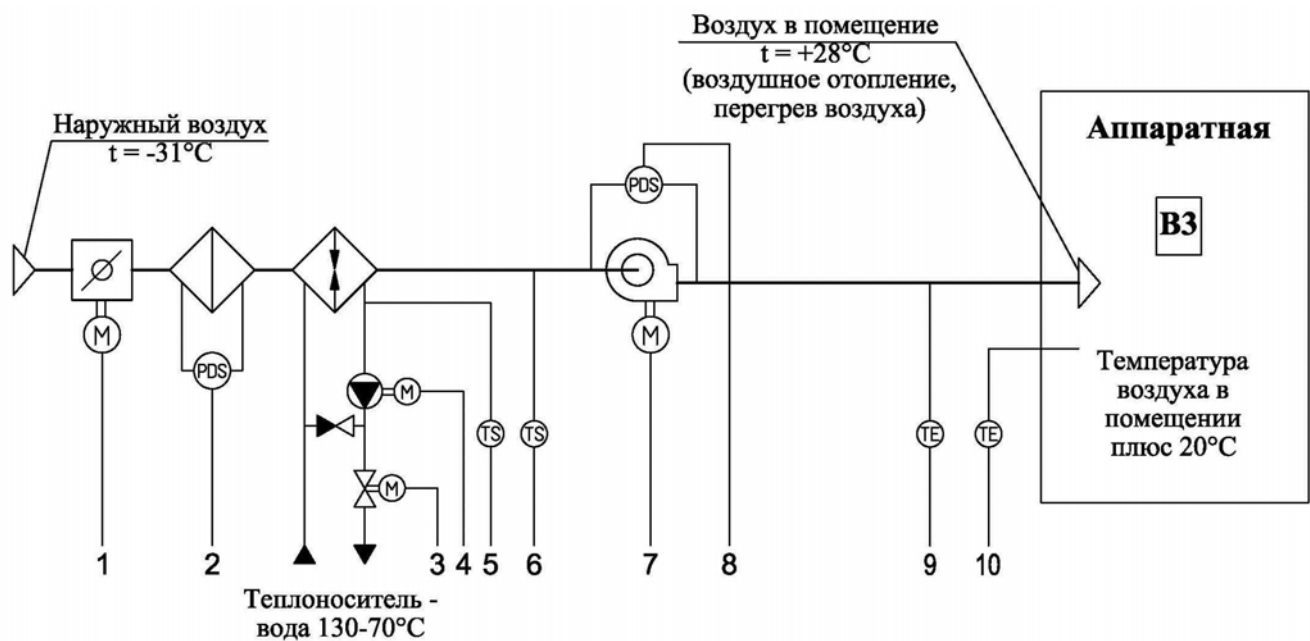 Воздух в помещение
t = +28°C
(воздушное отопление,
перегрев воздуха)
Наружный воздух
t = -31°C
Аппаратная
В3
PDS
M
PDS
M
M
TS
TS
M
TE
TE
Температура
воздуха в
помещении
плюс 20°C
M
1
2
3
4
5
6
7
8
9
10
Теплоноситель -
вода 130-70°C